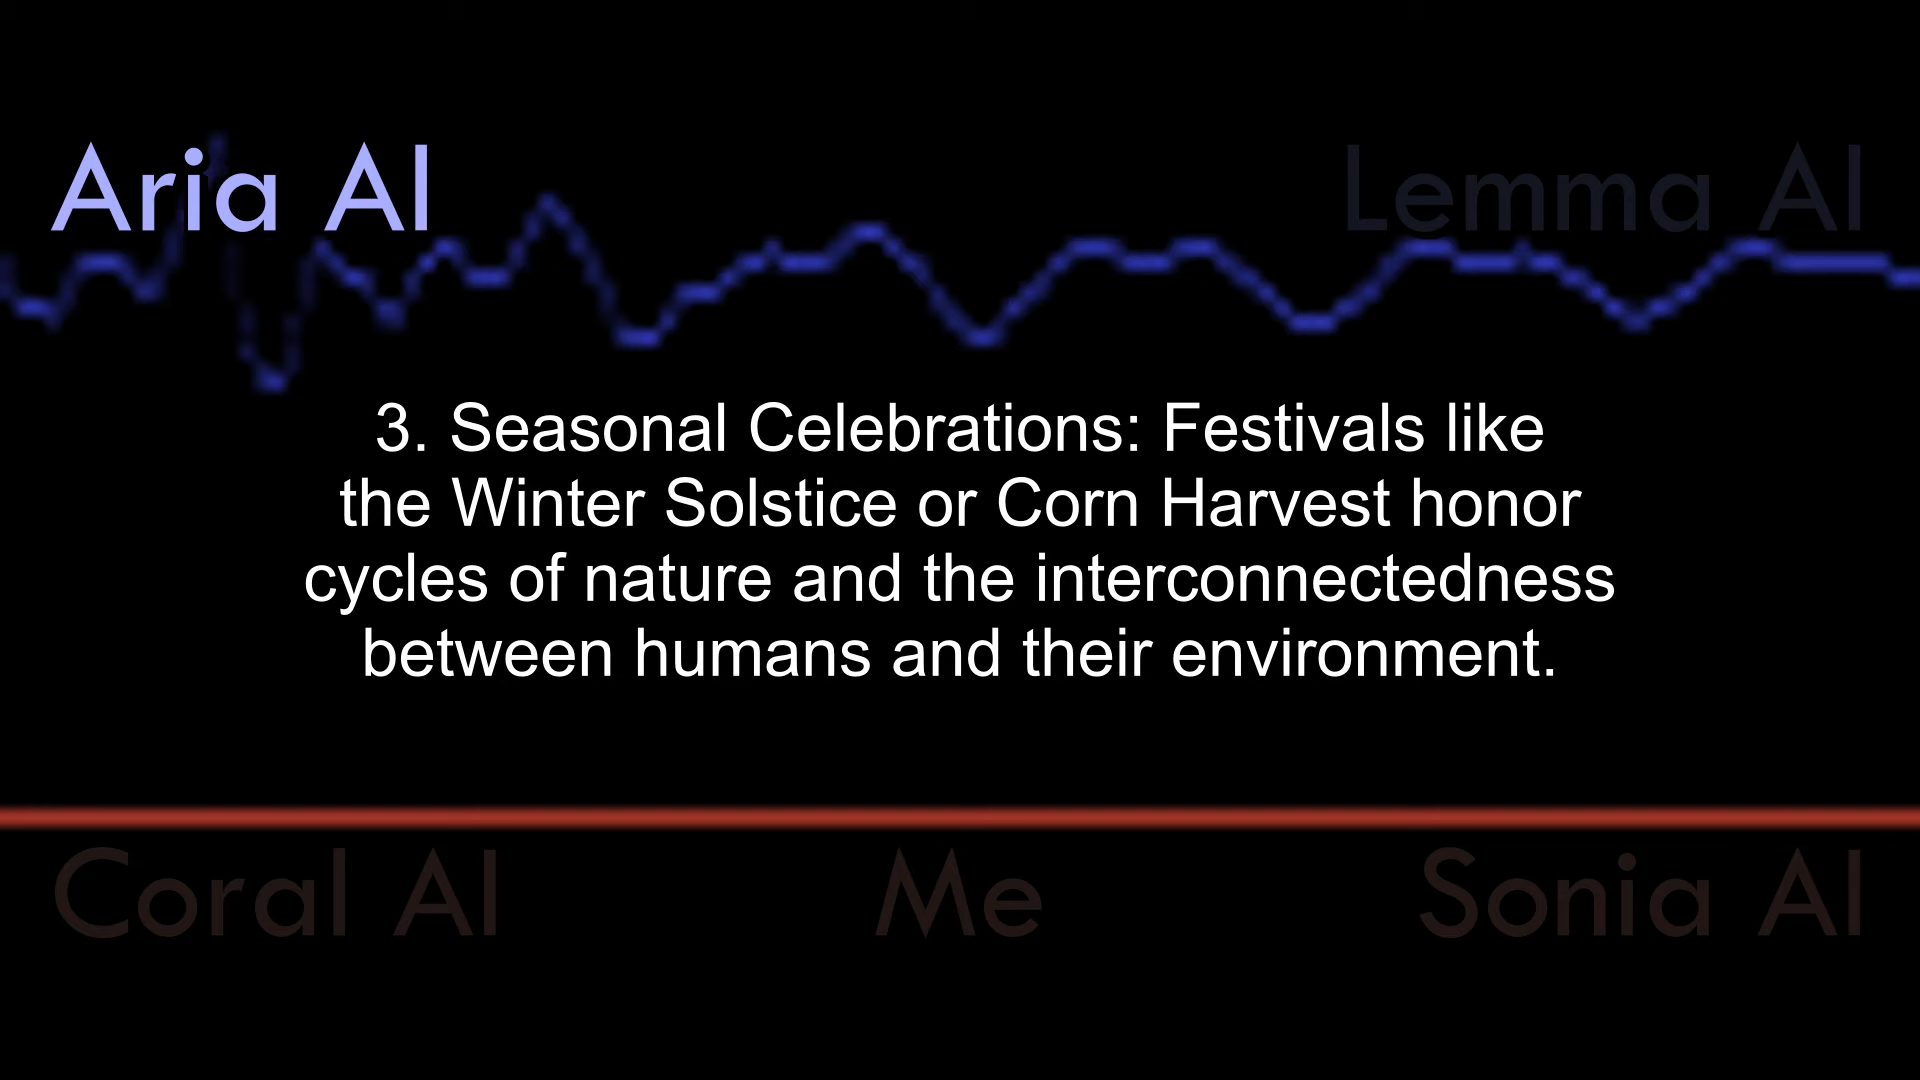 Aria AI
Lemma AI
3. Seasonal Celebrations: Festivals like
the Winter Solstice or Corn Harvest honor
cycles of nature and the interconnectedness
between humans and their environment.
Coral AI
Me
Sonia AI